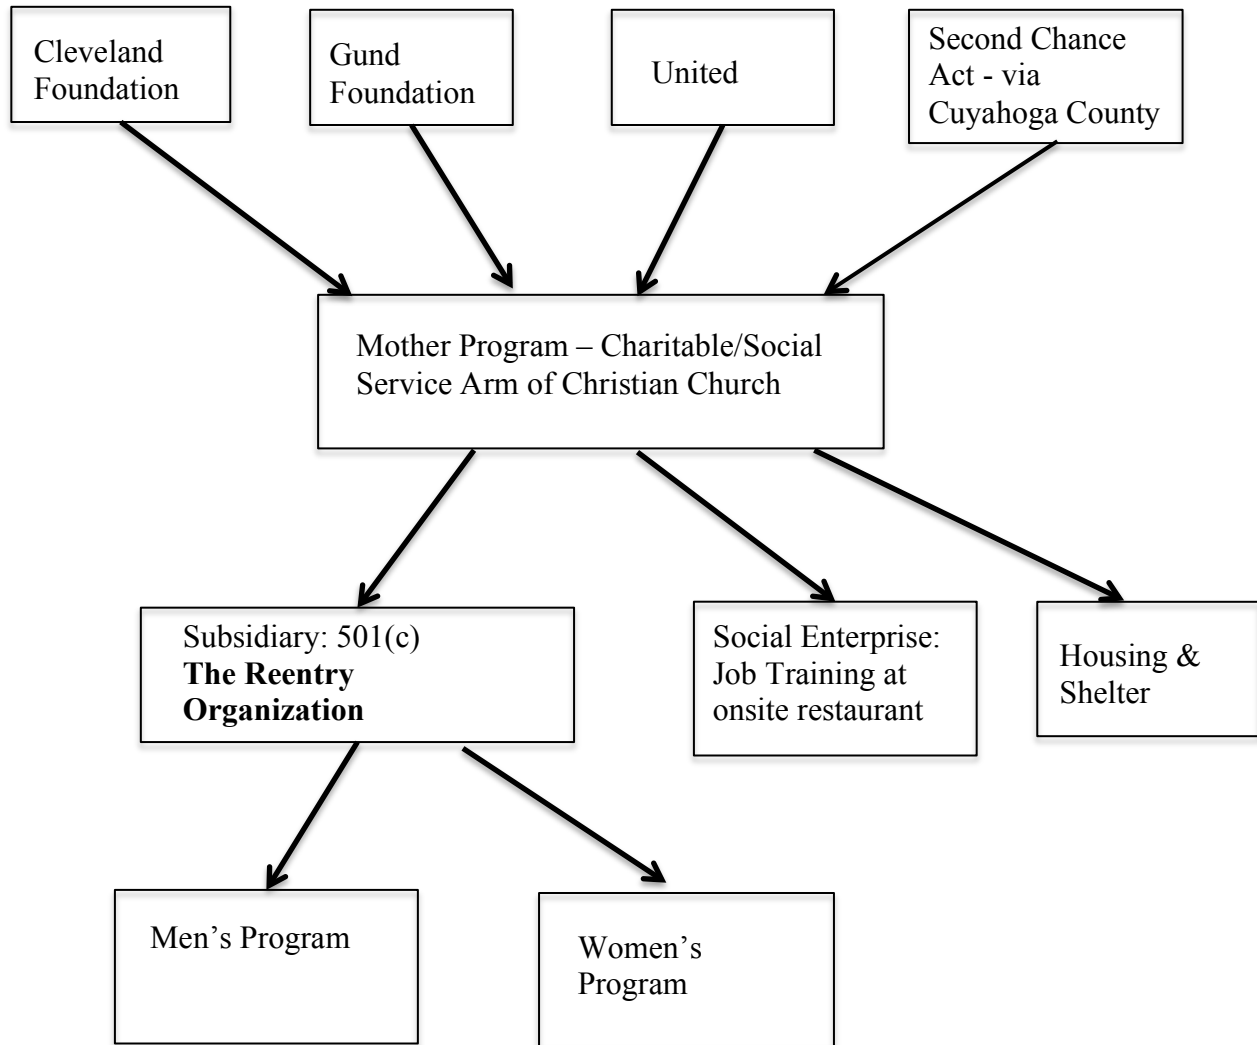 Cleveland
Foundation
Gund
Foundation
United
Second Chance
Act - via
Cuyahoga County
Mother Program – Charitable/Social
Service Arm of Christian Church
Subsidiary: 501(c)
The Reentry
Organization
Social Enterprise:
Job Training at
onsite restaurant
Housing &
Shelter
Men’s Program
Women’s
Program